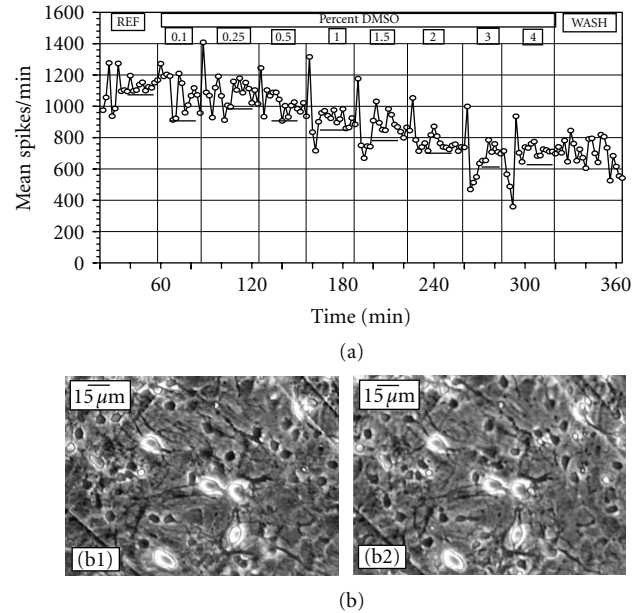 REF
Percent DMSO
WASH
0.1 0.25 0.5 1 1.5 2 3 4
1600
1400
1200
1000
800
600
400
200
0
Mean spikes/min
60 120 180 240 300 364
Time (min)
(a)
15 μm
(b1)
15 μm
(b2)
(b)